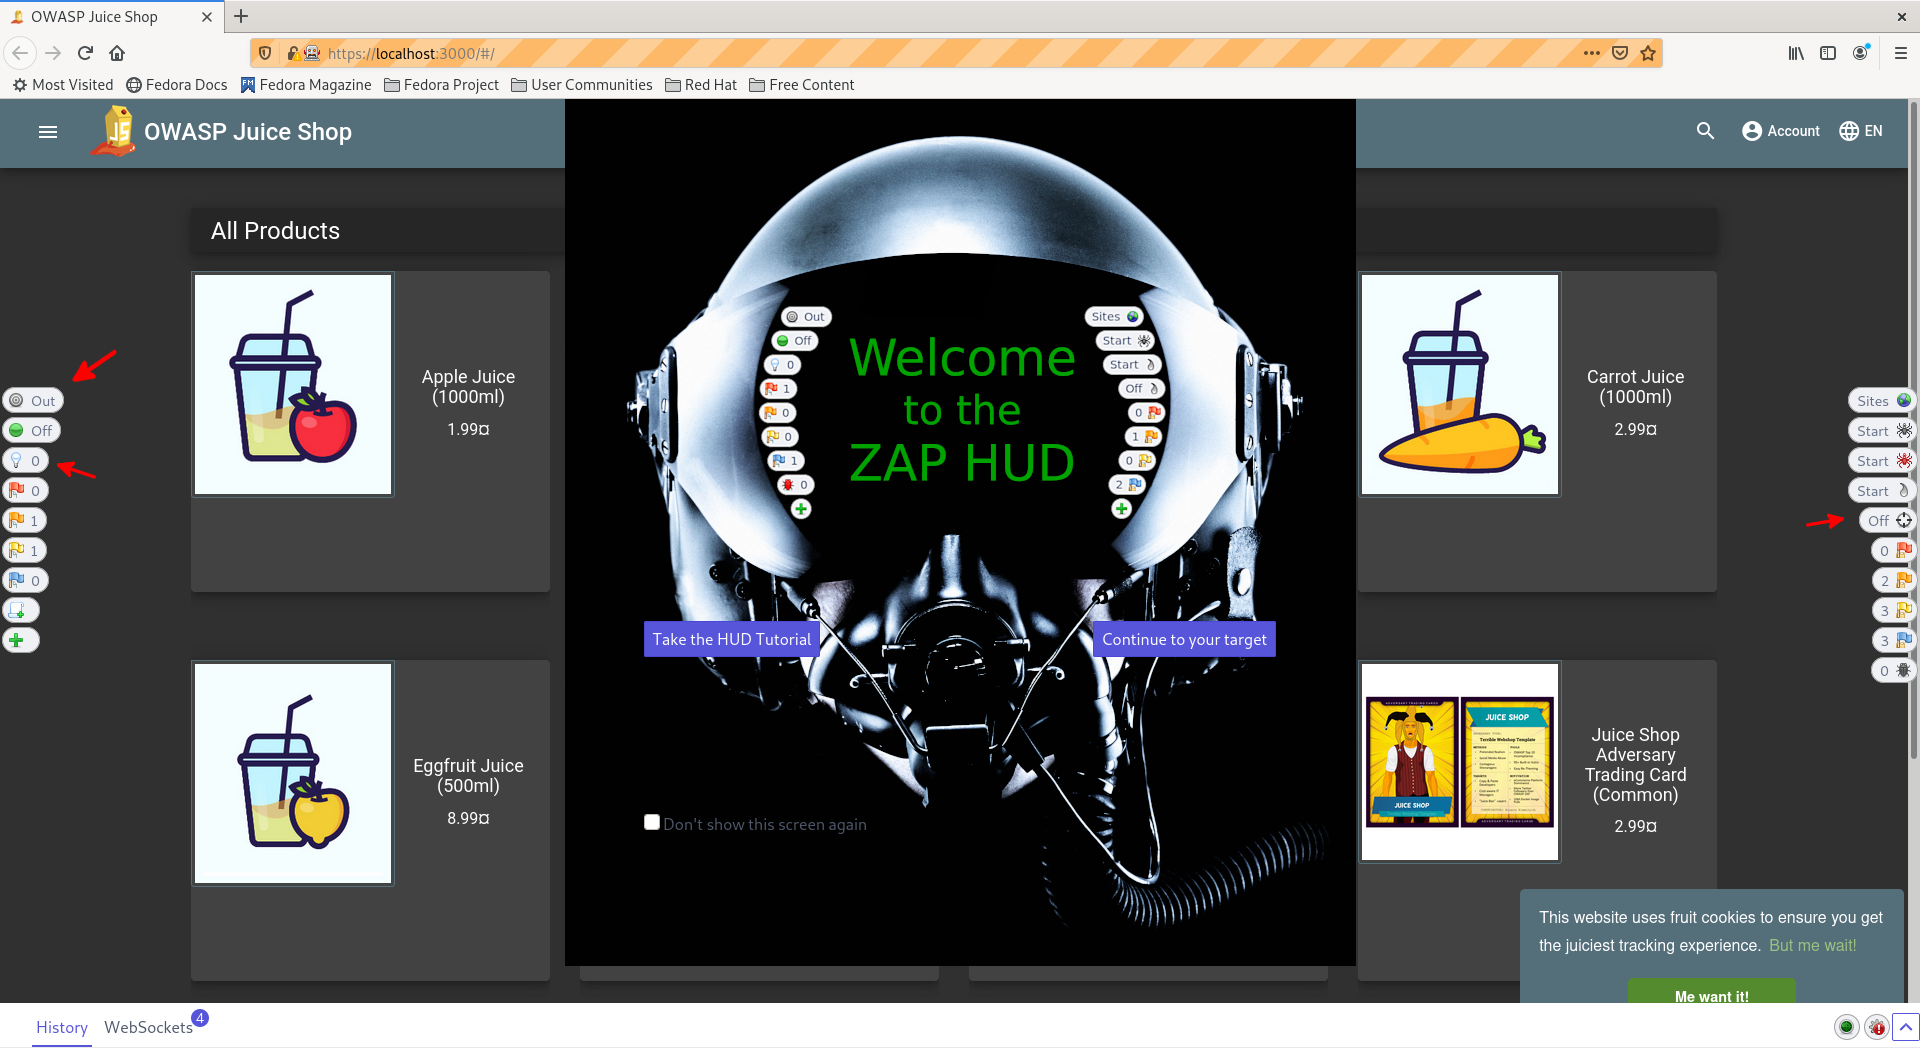 OWASP Juice Shop
https://localhost:3000/#/
Most Visited
Fedora Docs
Fedora Magazine
Fedora Project
User Communities
Red Hat
Free Content
OWASP Juice Shop
Account
EN
All Products
Apple Juice
(1000ml)
1.99¤
Carrot Juice
(1000ml)
2.99¤
Eggfruit Juice
(500ml)
8.99¤
JUICE SHOP
JUICE SHOP
Juice Shop
Adversary
Trading Card
(Common)
2.99¤
Out
Off
0
0
1
1
0
Out
Off
0
1
0
0
1
0
Welcome
to the
ZAP HUD
Sites
Start
Start
Off
0
1
0
2
Sites
Start
Start
Start
Off
0
2
3
3
0
Take the HUD Tutorial
Continue to your target
Don't show this screen again
This website uses fruit cookies to ensure you get
the juiciest tracking experience. But me wait!
Me want it!
History
WebSockets
4